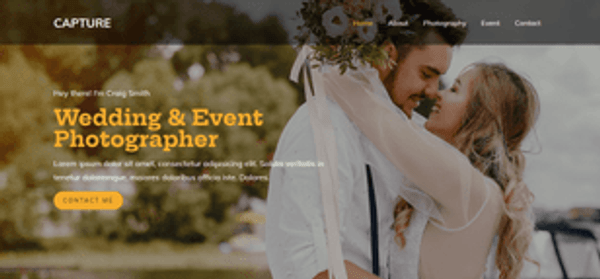 CAPTURE
Home About Photography Event Contact
Hey there! I'm Craig Smith
Wedding & Event
Photographer
Lorem ipsum dolor sit amet, consectetur adipisicing elit. Soluta veritatis in
tenetur doloremque, maiores doloribus officia iste. Dolores.
CONTACT ME